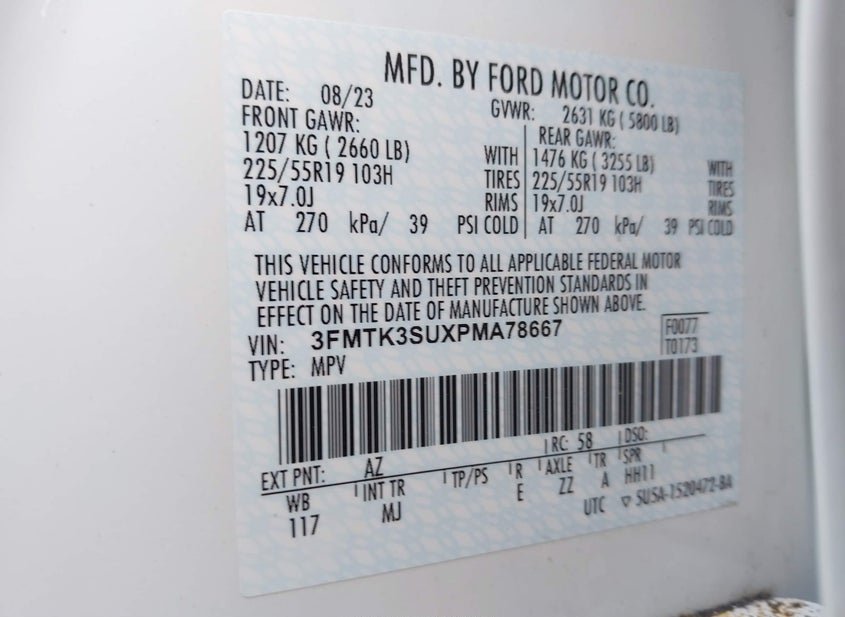 MFD. BY FORD MOTOR CO.
DATE: 08/23 GVWR: 2631 KG ( 5800 LB)
FRONT GAWR: REAR GAWR:
1207 KG ( 2660 LB) WITH 1476 KG ( 3255 LB) WITH
225/55R19 103H TIRES 225/55R19 103H TIRES
19x7.0J RIMS 19x7.0J RIMS
AT 270 kPa/ 39 PSI COLD AT 270 kPa/ 39 PSI COLD
THIS VEHICLE CONFORMS TO ALL APPLICABLE FEDERAL MOTOR
VEHICLE SAFETY AND THEFT PREVENTION STANDARDS IN
EFFECT ON THE DATE OF MANUFACTURE SHOWN ABOVE.
VIN: 3FMTK3SUXPMA78667 F0077
TYPE: MPV T0173
EXT PNT: AZ RC: 58 DSO:
WB INT TR TP/PS R AXLE TR SPR
117 MJ E ZZ A HH11
UTC ▽ SU5A-1520472-BA